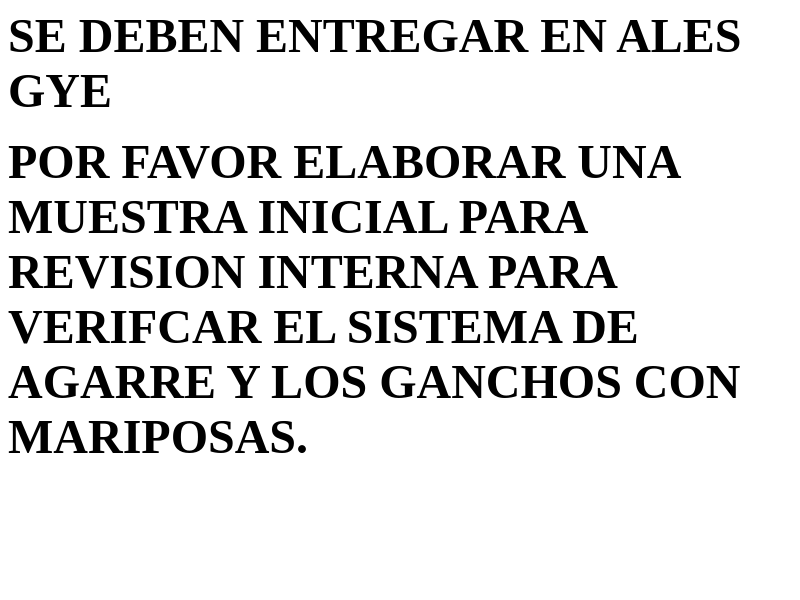 SE DEBEN ENTREGAR EN ALES
GYE
POR FAVOR ELABORAR UNA
MUESTRA INICIAL PARA
REVISION INTERNA PARA
VERIFCAR EL SISTEMA DE
AGARRE Y LOS GANCHOS CON
MARIPOSAS.